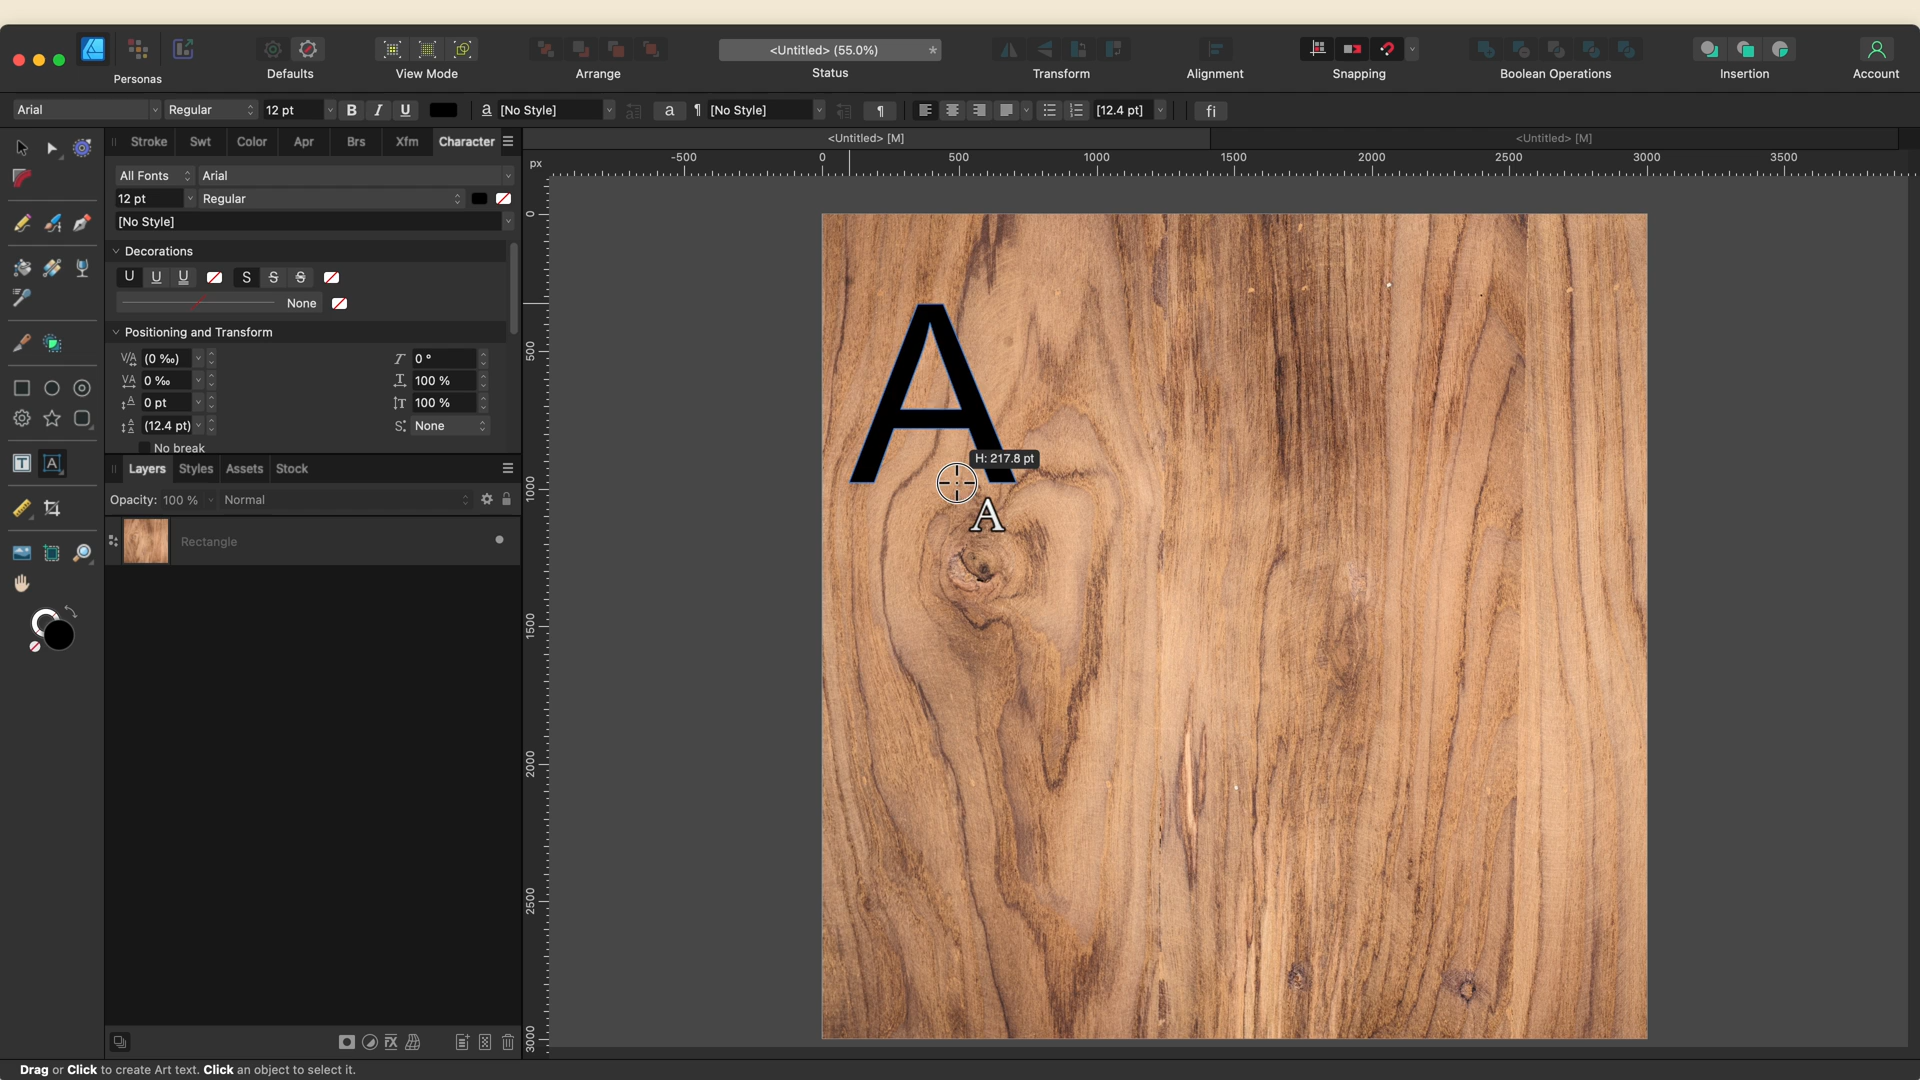 Personas
Defaults
View Mode
Arrange
<Untitled> (55.0%)
*
Status
Transform
Alignment
Snapping
Boolean Operations
Insertion
Account
Arial
Regular
12 pt
B I U
a [No Style]
a
¶ [No Style]
¶
[12.4 pt]
fi
Stroke
Swt
Color
Apr
Brs
Xfm
Character
<Untitled> [M]
<Untitled> [M]
px
-500
0
500
1000
1500
2000
2500
3000
3500
All Fonts
Arial
12 pt
Regular
[No Style]
Decorations
U U U
S S S
None
Positioning and Transform
V/A (0 ‰)
0 °
VA 0 ‰
100 %
0 pt
100 %
(12.4 pt)
None
No break
Layers
Styles
Assets
Stock
Opacity: 100 %
Normal
Rectangle
0
500
1000
1500
2000
2500
3000
A
H: 217.8 pt
A
Drag or Click to create Art text. Click an object to select it.